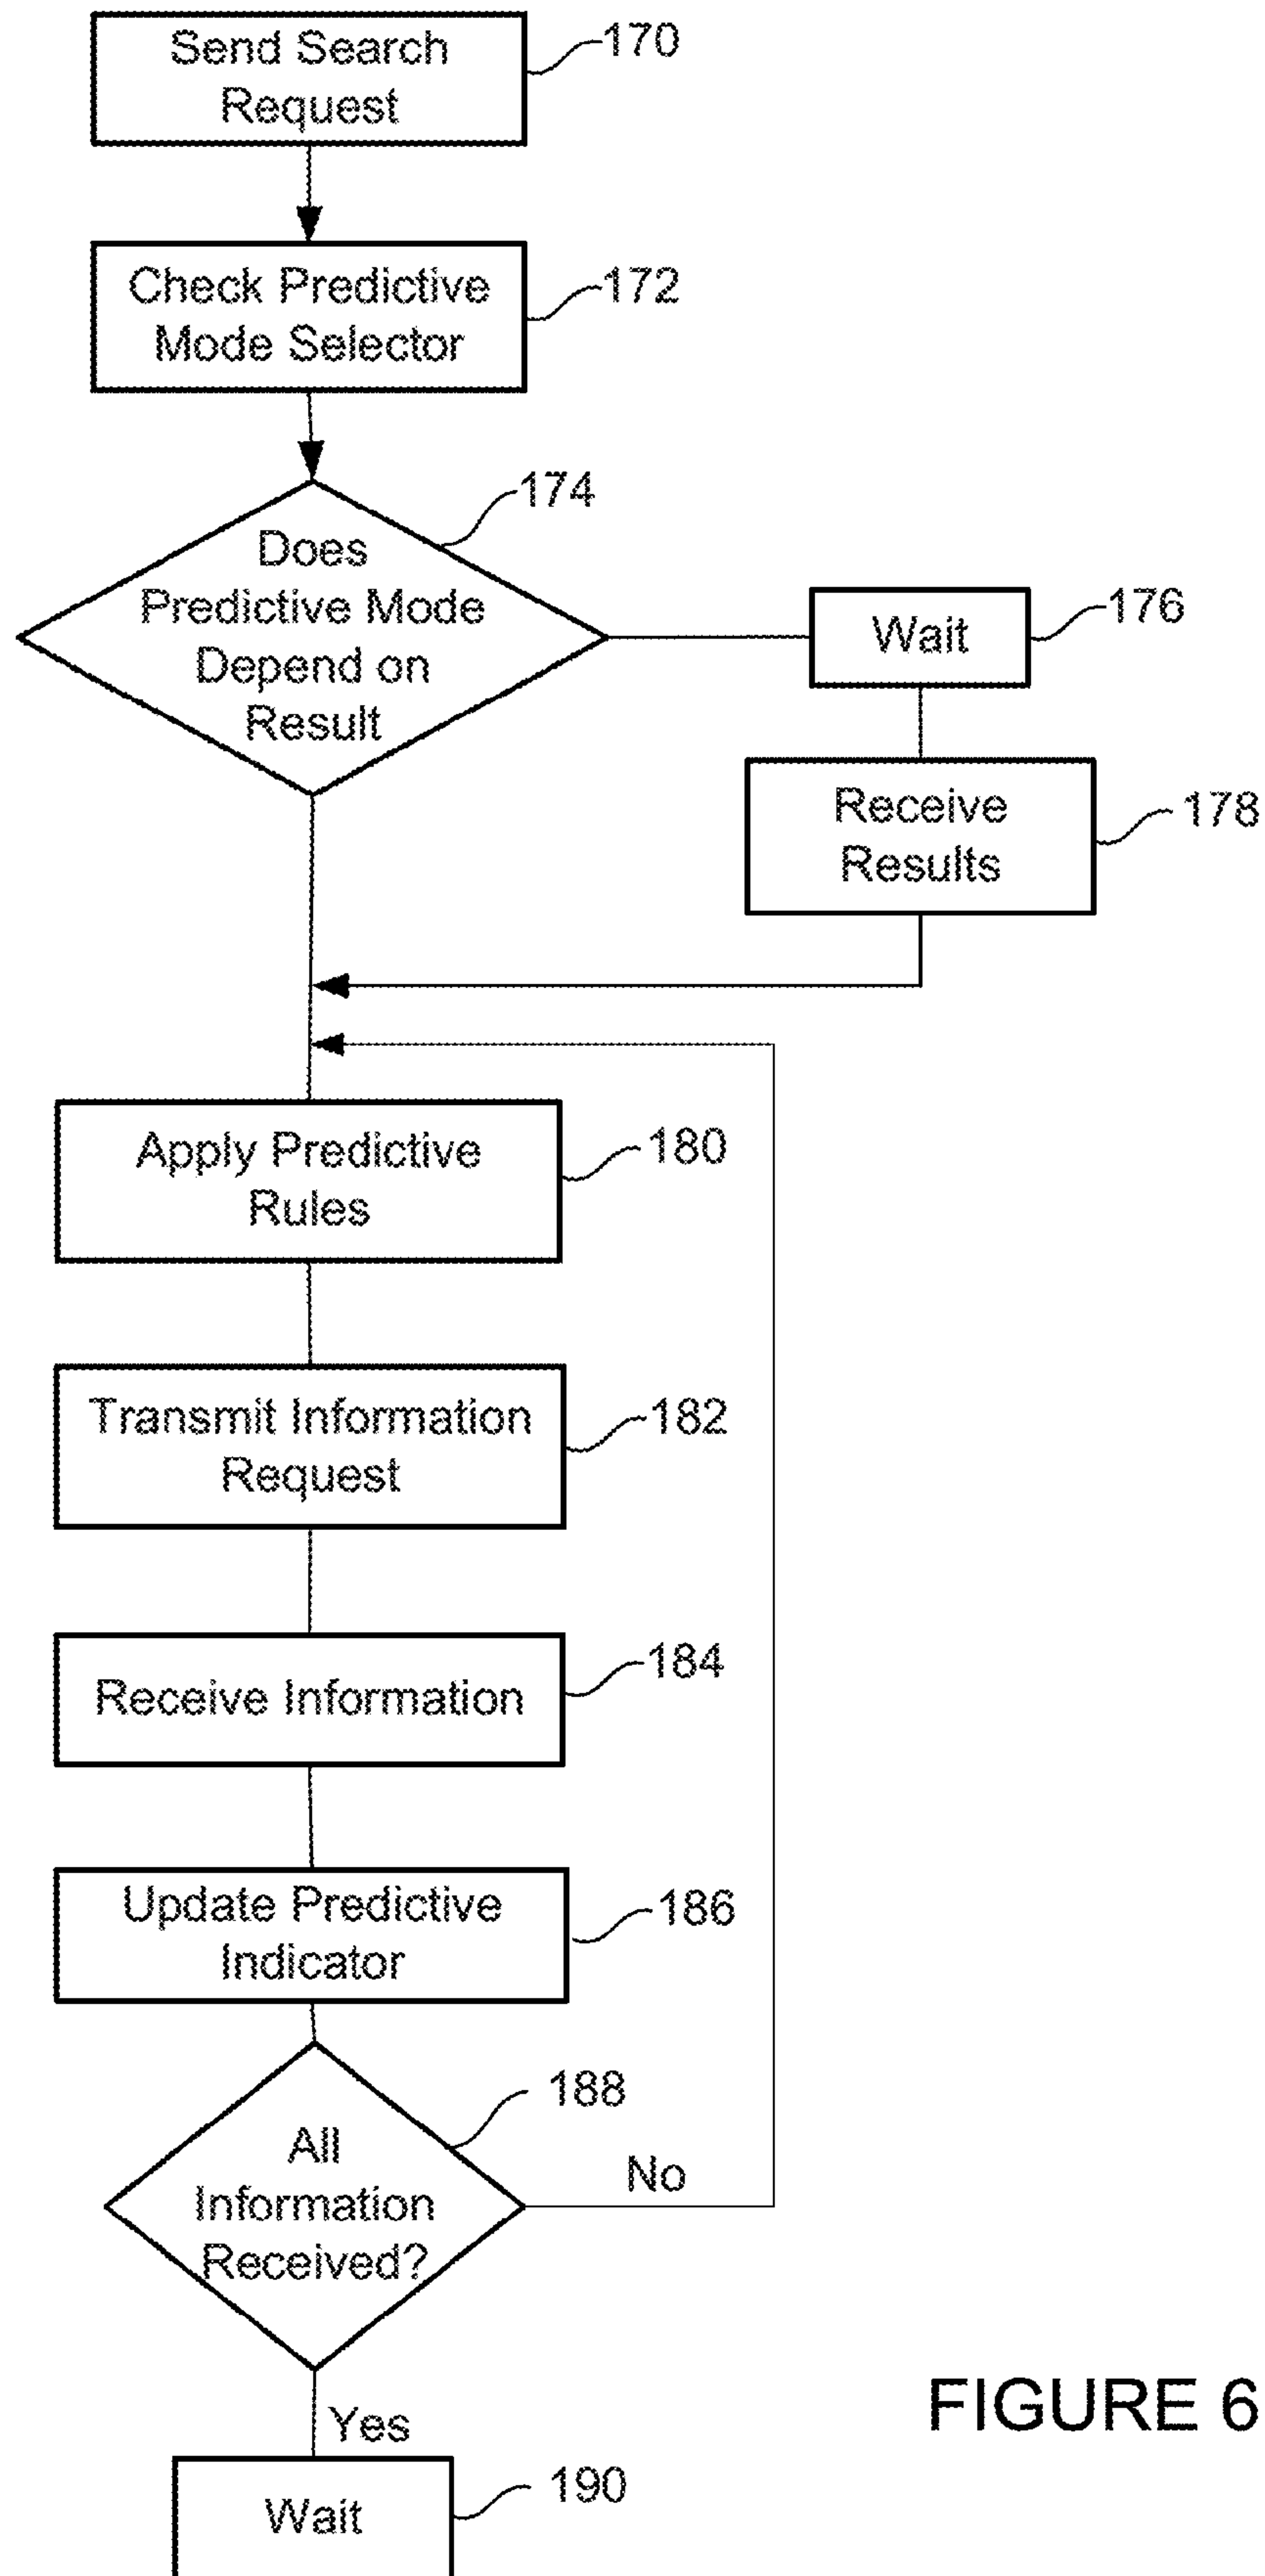 Send Search
Request
170
Check Predictive
Mode Selector
172
174
Does
Predictive Mode
Depend on
Result
Wait
176
Receive
Results
178
Apply Predictive
Rules
180
Transmit Information
Request
182
Receive Information
184
Update Predictive
Indicator
186
188
All
Information
Received?
No
Yes
Wait
190
FIGURE 6